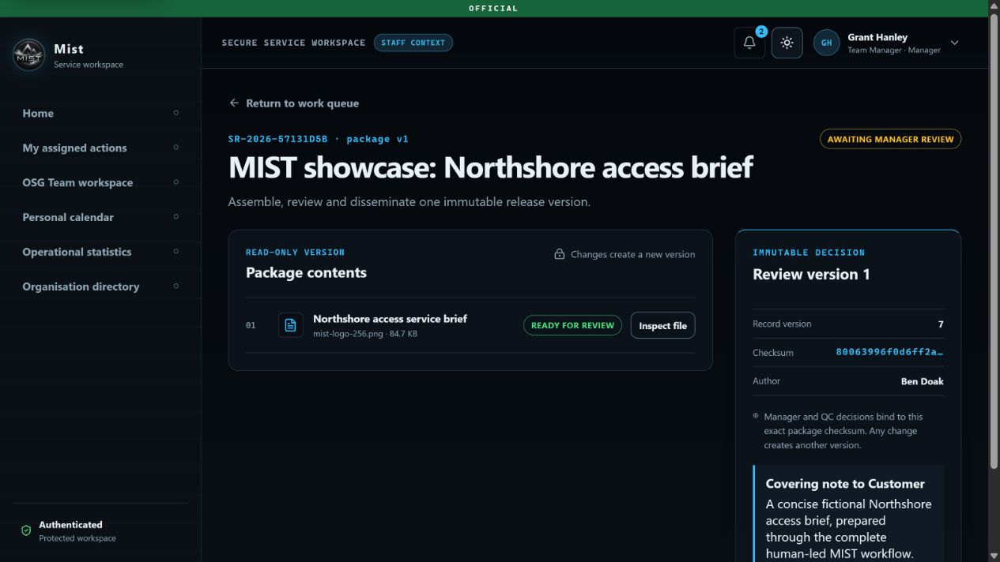 OFFICIAL
MIST
Mist
Service workspace
SECURE SERVICE WORKSPACE
STAFF CONTEXT
2
GH
Grant Hanley
Team Manager · Manager
Home
My assigned actions
OSG Team workspace
Personal calendar
Operational statistics
Organisation directory
Authenticated
Protected workspace
← Return to work queue
SR-2026-57131D5B · package v1
AWAITING MANAGER REVIEW
MIST showcase: Northshore access brief
Assemble, review and disseminate one immutable release version.
READ-ONLY VERSION
Package contents
Changes create a new version
01
Northshore access service brief
mist-logo-256.png · 84.7 KB
READY FOR REVIEW
Inspect file
IMMUTABLE DECISION
Review version 1
Record version 7
Checksum 80063996f0d6ff2a…
Author Ben Doak
Manager and QC decisions bind to this
exact package checksum. Any change
creates another version.
Covering note to Customer
A concise fictional Northshore
access brief, prepared
through the complete
human-led MIST workflow.